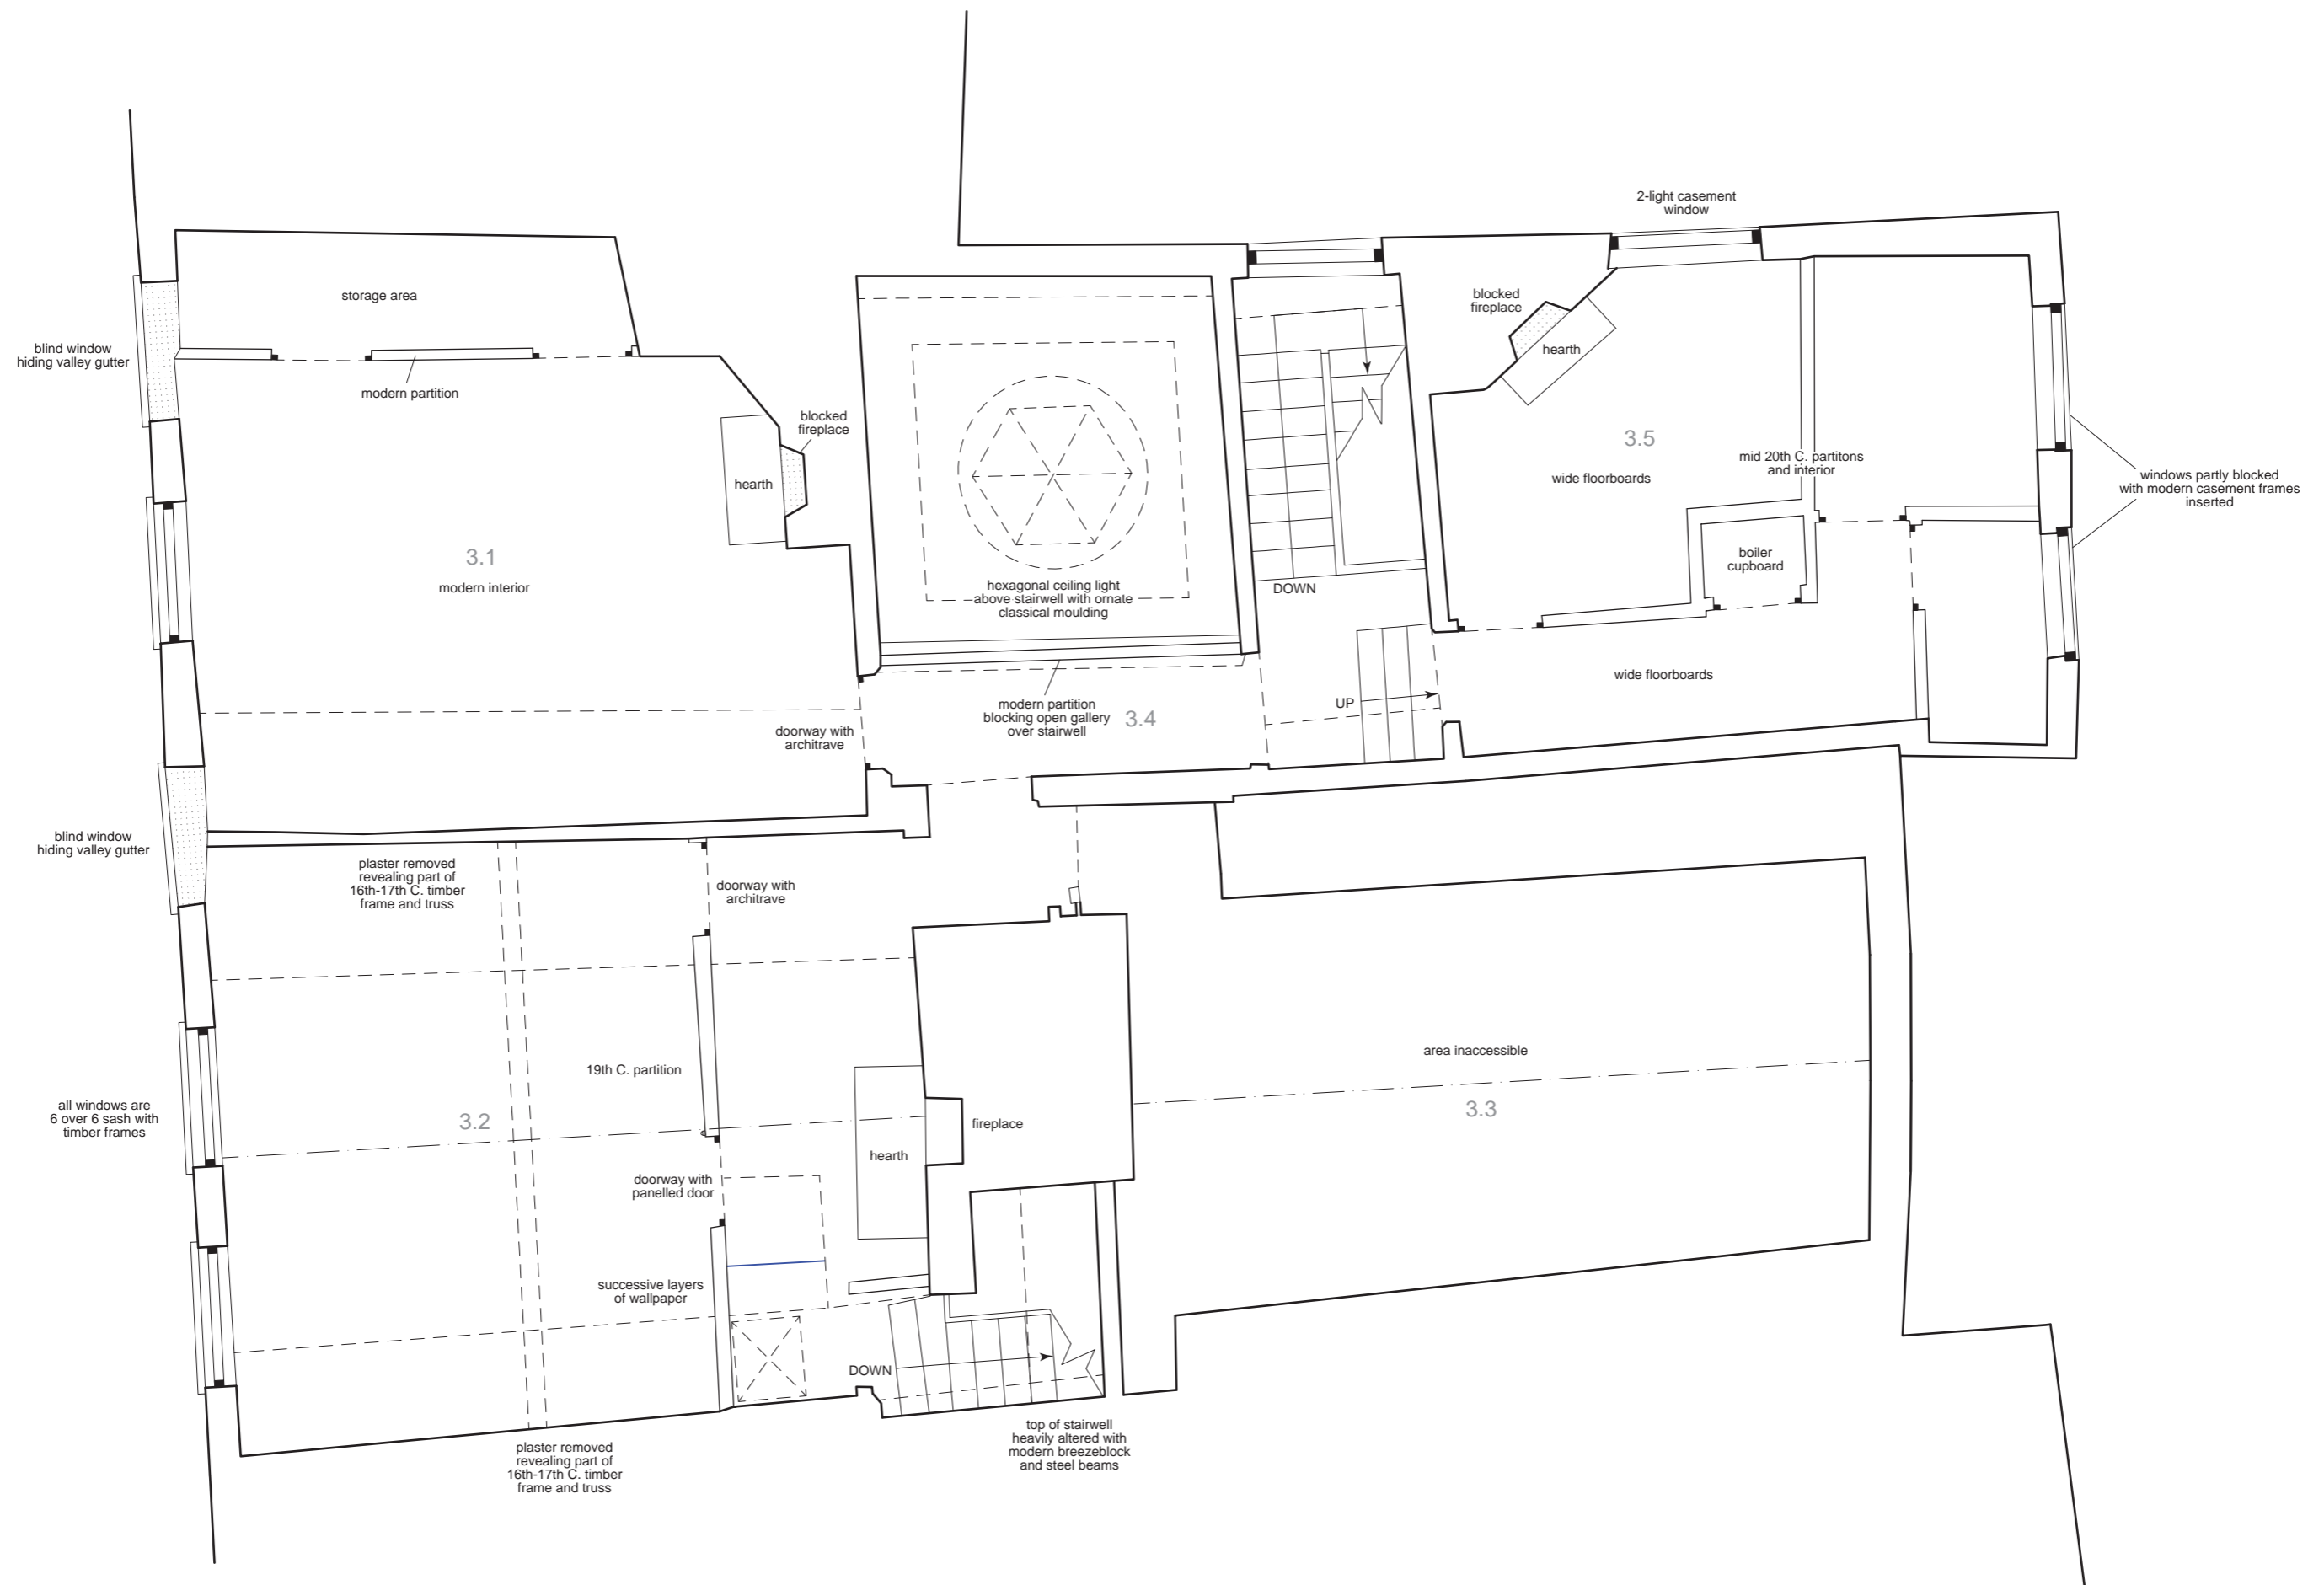 2-light casement
window
storage area
blocked
fireplace
blind window
hiding valley gutter
hearth
modern partition
blocked
fireplace
3.5
mid 20th C. partitons
and interior
wide floorboards
windows partly blocked
with modern casement frames
inserted
hearth
3.1
modern interior
boiler
cupboard
hexagonal ceiling light
above stairwell with ornate
classical moulding
DOWN
wide floorboards
UP
modern partition
blocking open gallery
over stairwell
3.4
doorway with
architrave
blind window
hiding valley gutter
plaster removed
revealing part of
16th-17th C. timber
frame and truss
doorway with
architrave
area inaccessible
19th C. partition
3.3
all windows are
6 over 6 sash with
timber frames
3.2
fireplace
hearth
doorway with
panelled door
successive layers
of wallpaper
DOWN
top of stairwell
heavily altered with
modern breezeblock
and steel beams
plaster removed
revealing part of
16th-17th C. timber
frame and truss